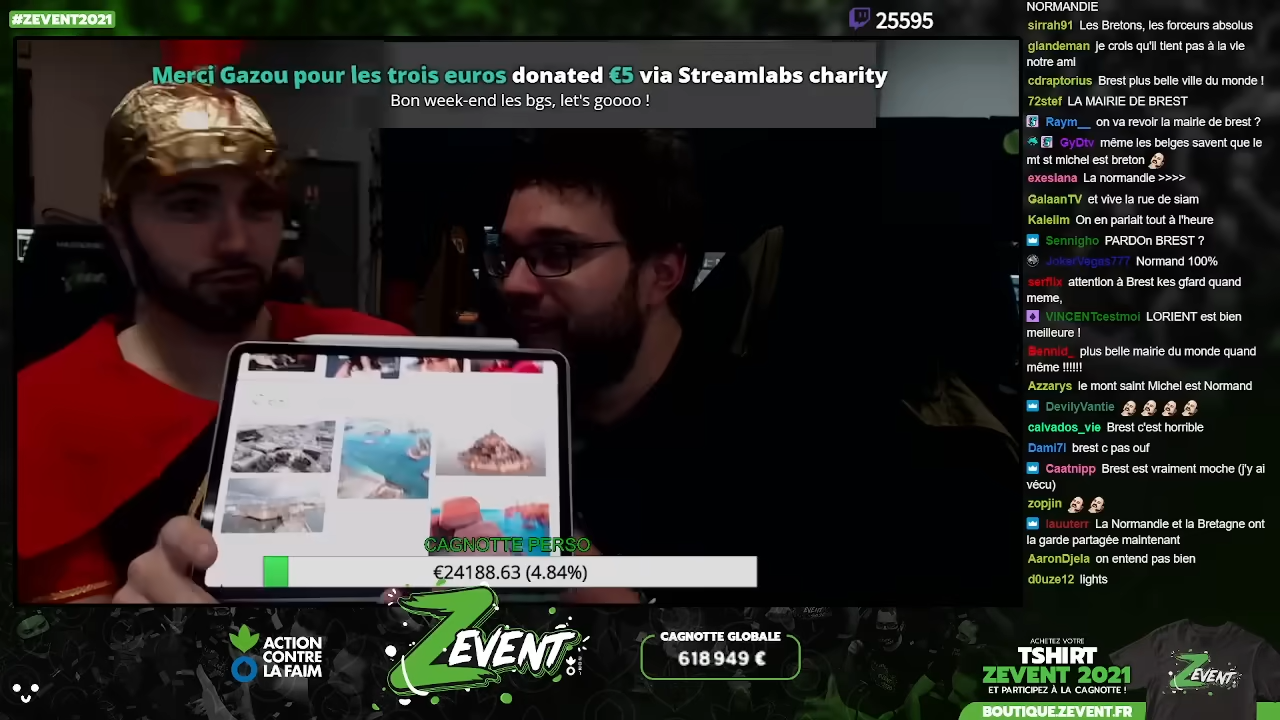 #ZEVENT2021
25595
Merci Gazou pour les trois euros donated €5 via Streamlabs charity
Bon week-end les bgs, let's goooo !
NORMANDIE
sirrah91 Les Bretons, les forceurs absolus
glandeman je crois qu'il tient pas à la vie
notre ami
cdraptorius Brest plus belle ville du monde !
72stef LA MAIRIE DE BREST
Raym__ on va revoir la mairie de brest ?
GyDtv même les belges savent que le
mt st michel est breton
exesiana La normandie >>>>
GalaanTV et vive la rue de siam
Kaleiim On en parlait tout à l'heure
Sennigho PARDOn BREST ?
JokerVegas777 Normand 100%
serflix attention à Brest kes gfard quand
meme,
VINCENTcestmoi LORIENT est bien
meilleure !
Bennid_ plus belle mairie du monde quand
même !!!!!!
Azzarys le mont saint Michel est Normand
DevilyVantie
calvados_vie Brest c'est horrible
Dami7l brest c pas ouf
Caatnipp Brest est vraiment moche (j'y ai
vécu)
zopjin
lauuterr La Normandie et la Bretagne ont
la garde partagée maintenant
AaronDjela on entend pas bien
d0uze12 lights
CAGNOTTE PERSO
€24188.63 (4.84%)
ACTION
CONTRE
LA FAIM
ZEVENT
CAGNOTTE GLOBALE
618 949 €
ACHETEZ VOTRE
TSHIRT
ZEVENT 2021
ET PARTICIPEZ À LA CAGNOTTE !
BOUTIQUE.ZEVENT.FR
ZEVENT